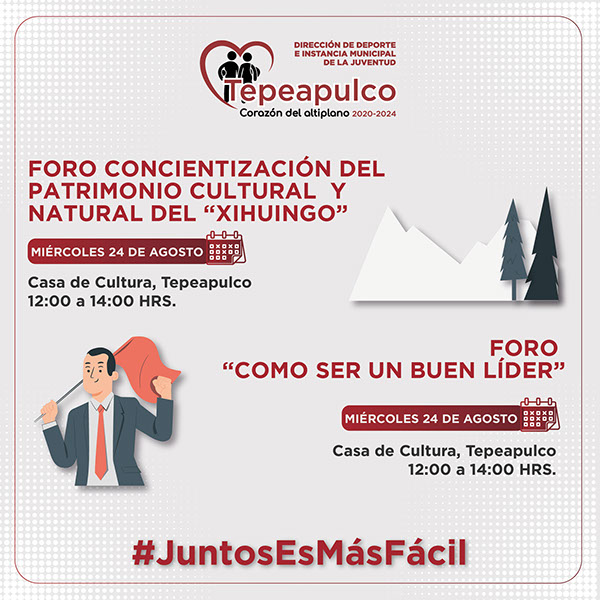 DIRECCIÓN DE DEPORTE
E INSTANCIA MUNICIPAL
DE LA JUVENTUD
Tepeapulco
Corazón del altiplano 2020-2024
FORO CONCIENTIZACIÓN DEL
PATRIMONIO CULTURAL Y
NATURAL DEL “XIHUINGO”
MIÉRCOLES 24 DE AGOSTO
Casa de Cultura, Tepeapulco
12:00 a 14:00 HRS.
FORO
“COMO SER UN BUEN LÍDER”
MIÉRCOLES 24 DE AGOSTO
Casa de Cultura, Tepeapulco
12:00 a 14:00 HRS.
#JuntosEsMásFácil